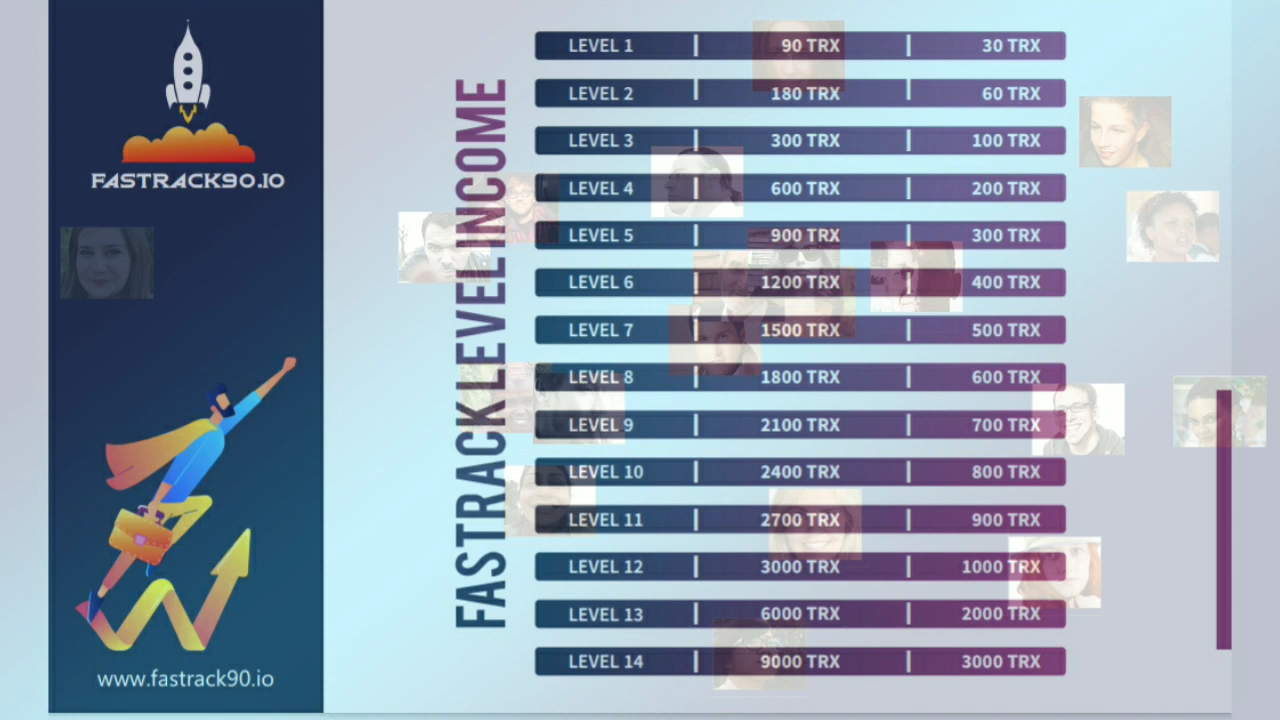 FASTRACK90.IO
www.fastrack90.io
FASTRACK LEVEL INCOME
LEVEL 1 | 90 TRX | 30 TRX
LEVEL 2 | 180 TRX | 60 TRX
LEVEL 3 | 300 TRX | 100 TRX
LEVEL 4 | 600 TRX | 200 TRX
LEVEL 5 | 900 TRX | 300 TRX
LEVEL 6 | 1200 TRX | 400 TRX
LEVEL 7 | 1500 TRX | 500 TRX
LEVEL 8 | 1800 TRX | 600 TRX
LEVEL 9 | 2100 TRX | 700 TRX
LEVEL 10 | 2400 TRX | 800 TRX
LEVEL 11 | 2700 TRX | 900 TRX
LEVEL 12 | 3000 TRX | 1000 TRX
LEVEL 13 | 6000 TRX | 2000 TRX
LEVEL 14 | 9000 TRX | 3000 TRX